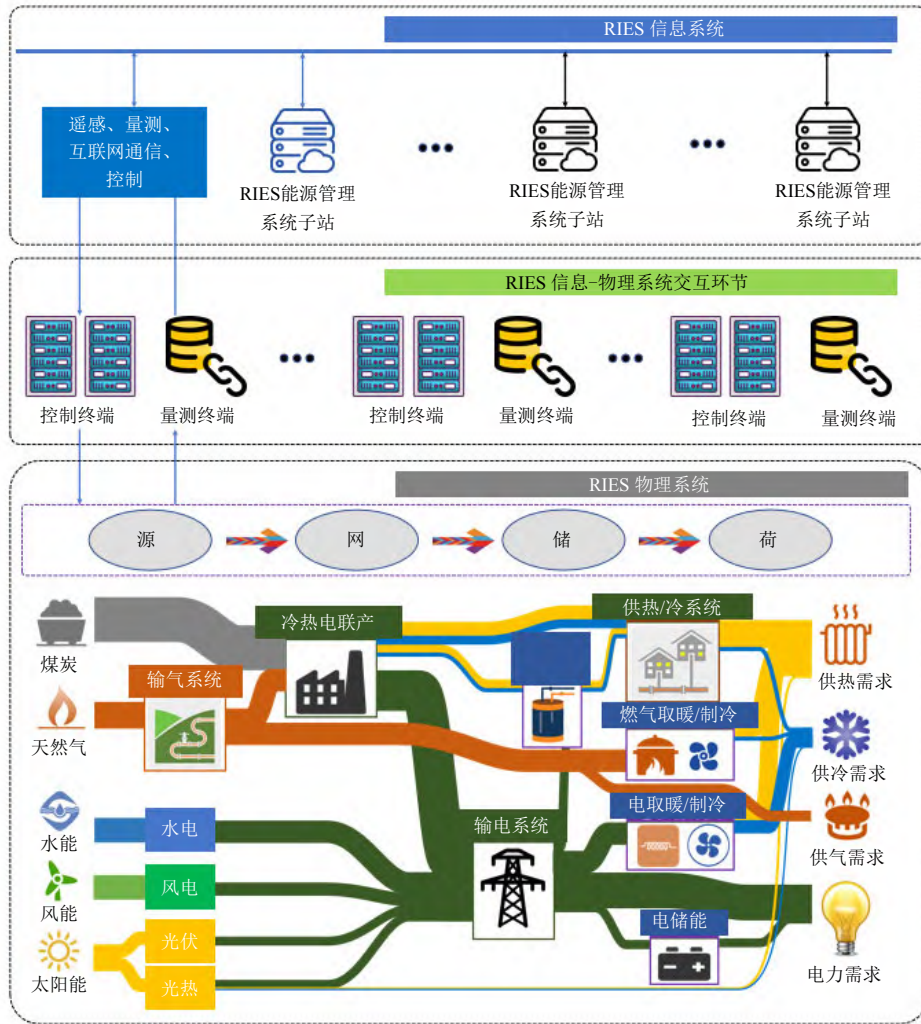 RIES 信息系统
遥感、量测、
互联网通信、
控制
RIES能源管理
系统子站
RIES能源管理
系统子站
RIES能源管理
系统子站
RIES 信息-物理系统交互环节
控制终端
量测终端
控制终端
量测终端
控制终端
量测终端
RIES 物理系统
源
网
储
荷
冷热电联产
供热/冷系统
煤炭
输气系统
供热需求
燃气取暖/制冷
天然气
供冷需求
电取暖/制冷
水电
输电系统
水能
供气需求
风电
风能
电储能
光伏
太阳能
光热
电力需求